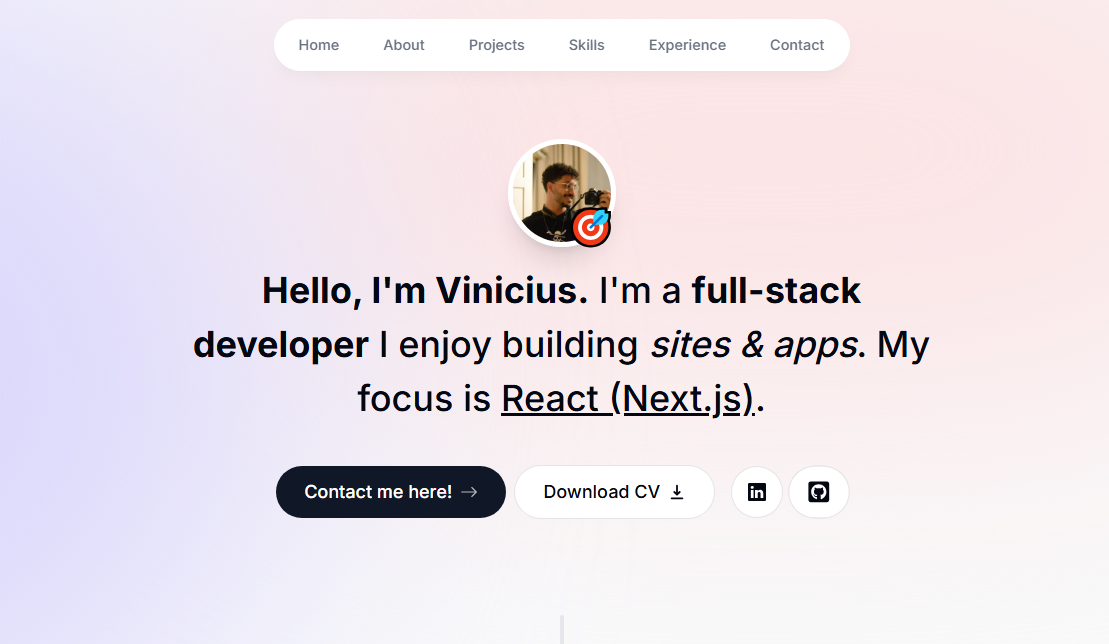 Home About Projects Skills Experience Contact
Hello, I'm Vinicius. I'm a full-stack
developer I enjoy building sites & apps. My
focus is React (Next.js).
Contact me here! Download CV in